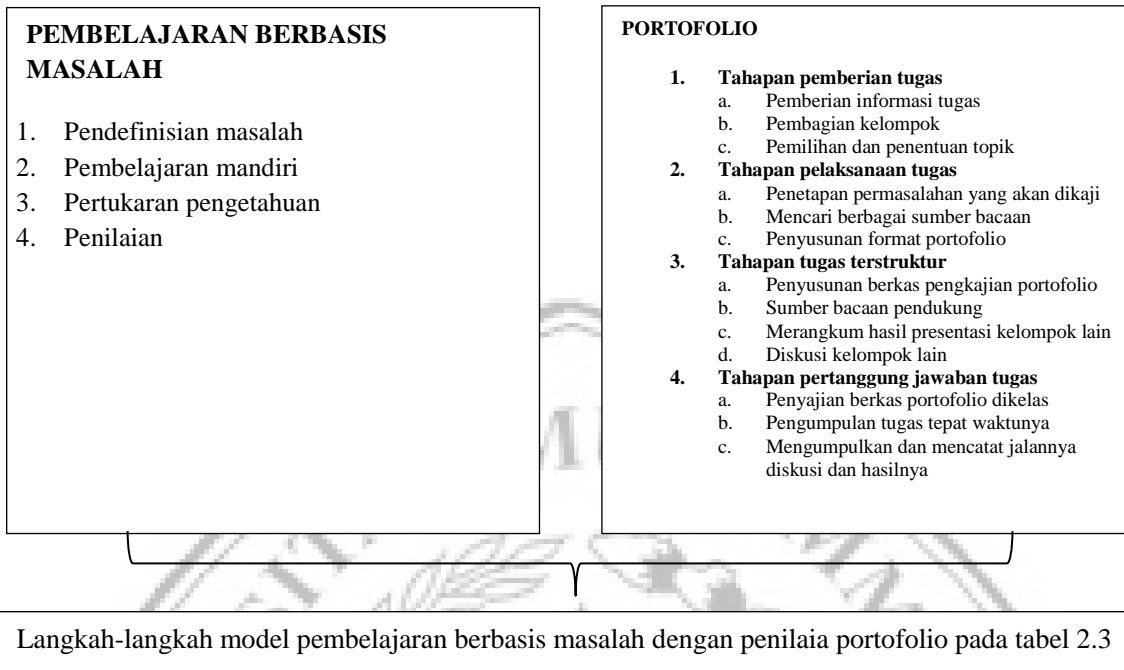 PEMBELAJARAN BERBASIS
MASALAH
1. Pendefinisian masalah
2. Pembelajaran mandiri
3. Pertukaran pengetahuan
4. Penilaian
PORTOFOLIO
1. Tahapan pemberian tugas
a. Pemberian informasi tugas
b. Pembagian kelompok
c. Pemilihan dan penentuan topik
2. Tahapan pelaksanaan tugas
a. Penetapan permasalahan yang akan dikaji
b. Mencari berbagai sumber bacaan
c. Penyusunan format portofolio
3. Tahapan tugas terstruktur
a. Penyusunan berkas pengkajian portofolio
b. Sumber bacaan pendukung
c. Merangkum hasil presentasi kelompok lain
d. Diskusi kelompok lain
4. Tahapan pertanggung jawaban tugas
a. Penyajian berkas portofolio dikelas
b. Pengumpulan tugas tepat waktunya
c. Mengumpulkan dan mencatat jalannya
diskusi dan hasilnya
Langkah-langkah model pembelajaran berbasis masalah dengan penilaia portofolio pada tabel 2.3